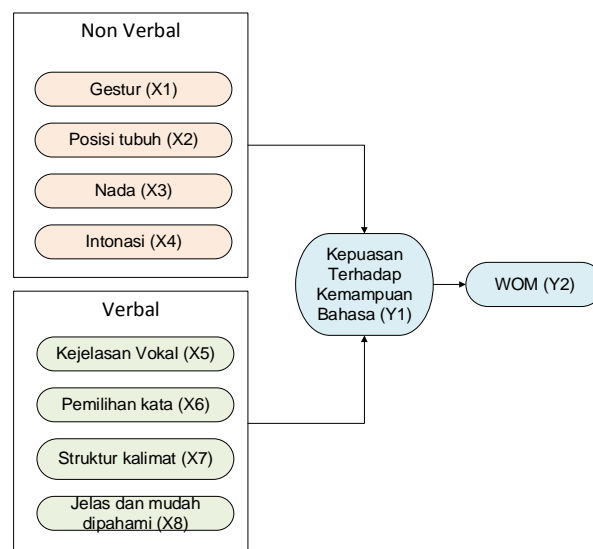 Non Verbal
Gestur (X1)
Posisi tubuh (X2)
Nada (X3)
Intonasi (X4)
Kepuasan
Terhadap
Kemampuan
Bahasa (Y1)
WOM (Y2)
Verbal
Kejelasan Vokal (X5)
Pemilihan kata (X6)
Struktur kalimat (X7)
Jelas dan mudah
dipahami (X8)